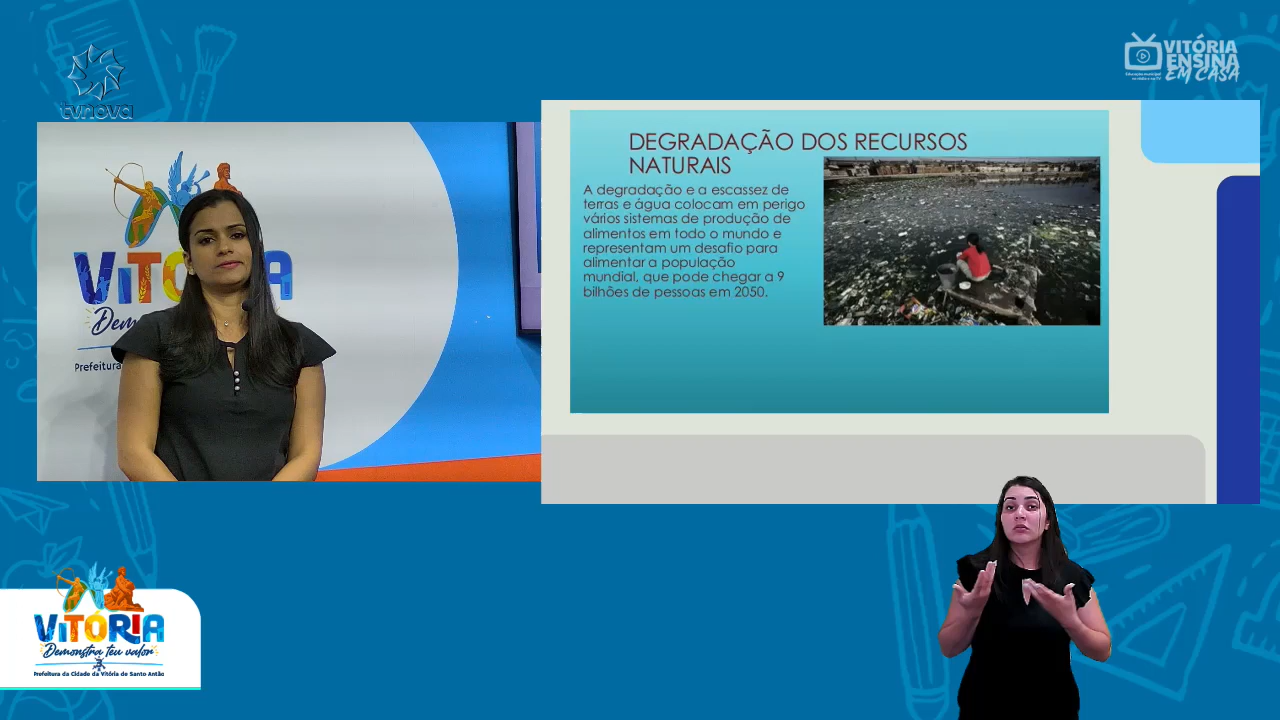 tvnova
VITÓRIA
ENSINA
EM CASA
VITÓRIA
Prefeitura
DEGRADAÇÃO DOS RECURSOS
NATURAIS
A degradação e a escassez de
terras e água colocam em perigo
vários sistemas de produção de
alimentos em todo o mundo e
representam um desafio para
alimentar a população
mundial, que pode chegar a 9
bilhões de pessoas em 2050.
VITÓRIA
Demonstra teu valor
Prefeitura da Cidade da Vitória de Santo Antão